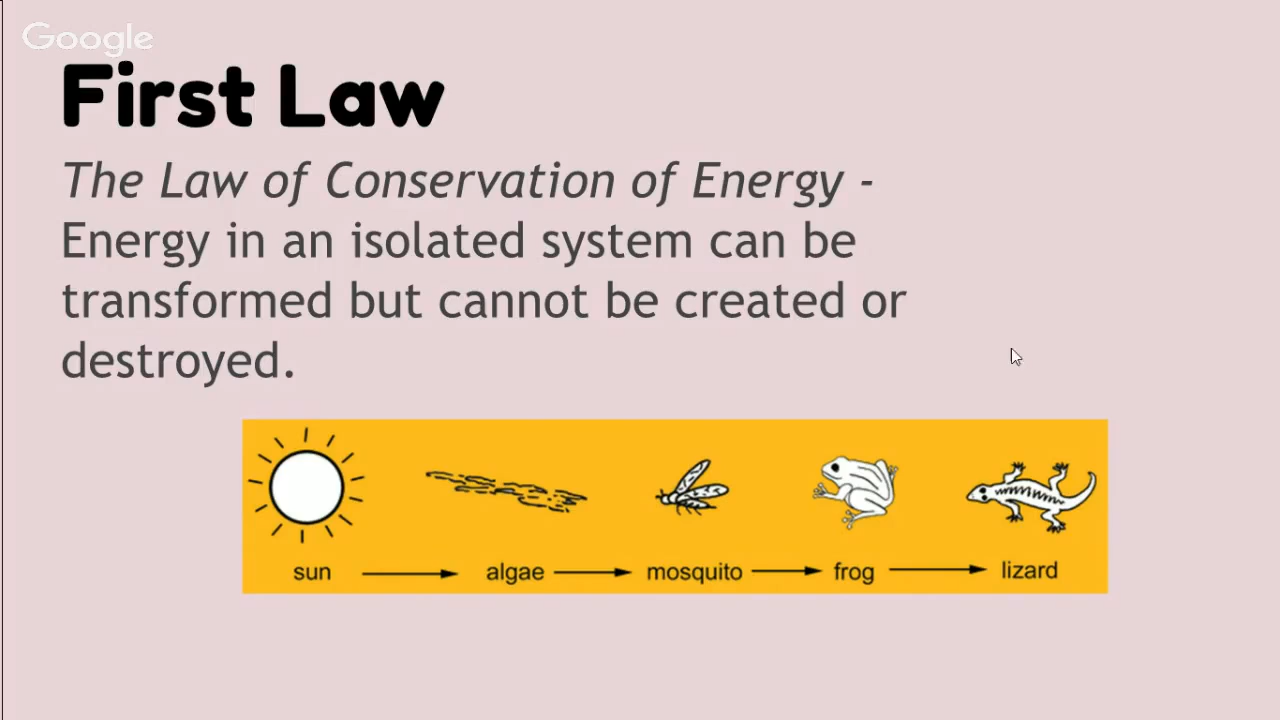 Google
First Law
The Law of Conservation of Energy -
Energy in an isolated system can be
transformed but cannot be created or
destroyed.
sun algae mosquito frog lizard